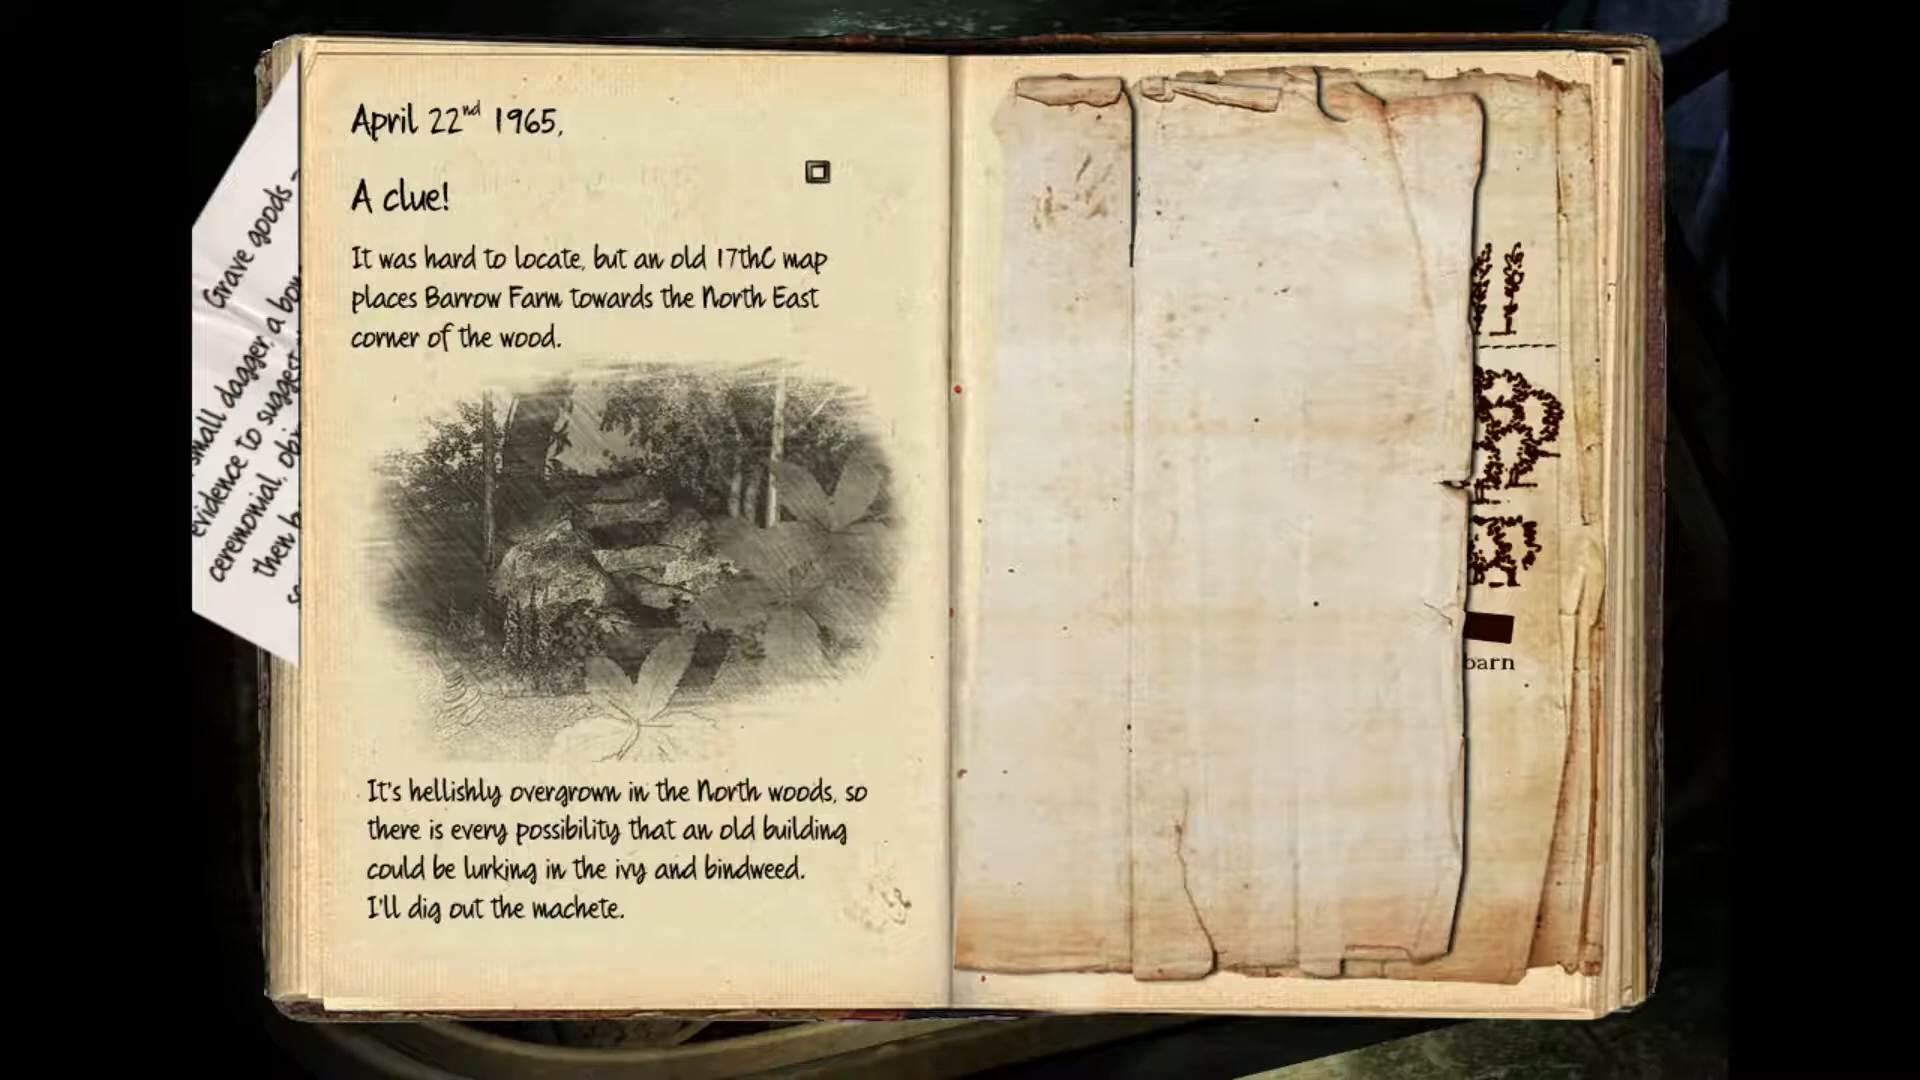 April 22nd 1965,
A clue!
It was hard to locate, but an old 17thC map
places Barrow Farm towards the North East
corner of the wood.
It's hellishly overgrown in the North woods, so
there is every possibility that an old building
could be lurking in the ivy and bindweed.
I'll dig out the machete.
Grave goods -
small dagger, a
evidence to suggest
ceremonial,
then
barn